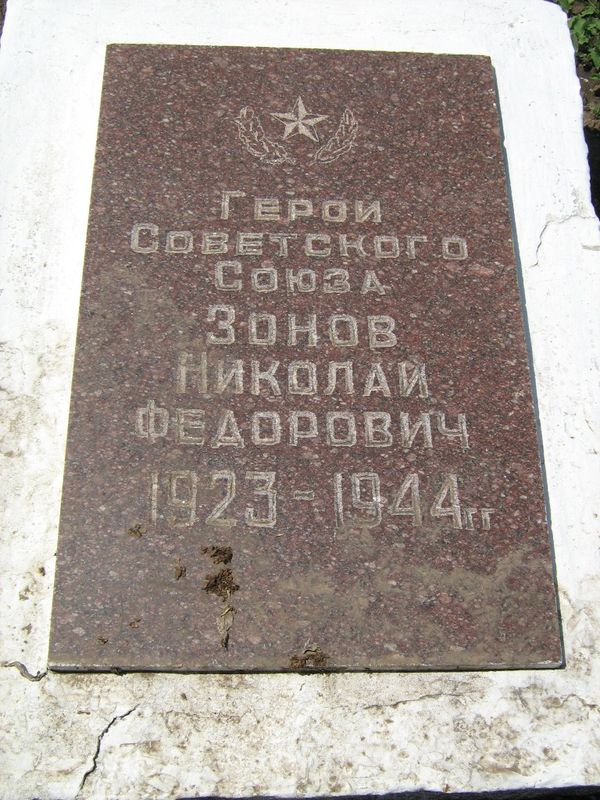 Герои
Советского
Союза
Зонов
Николай
Федорович
1923-1944гг